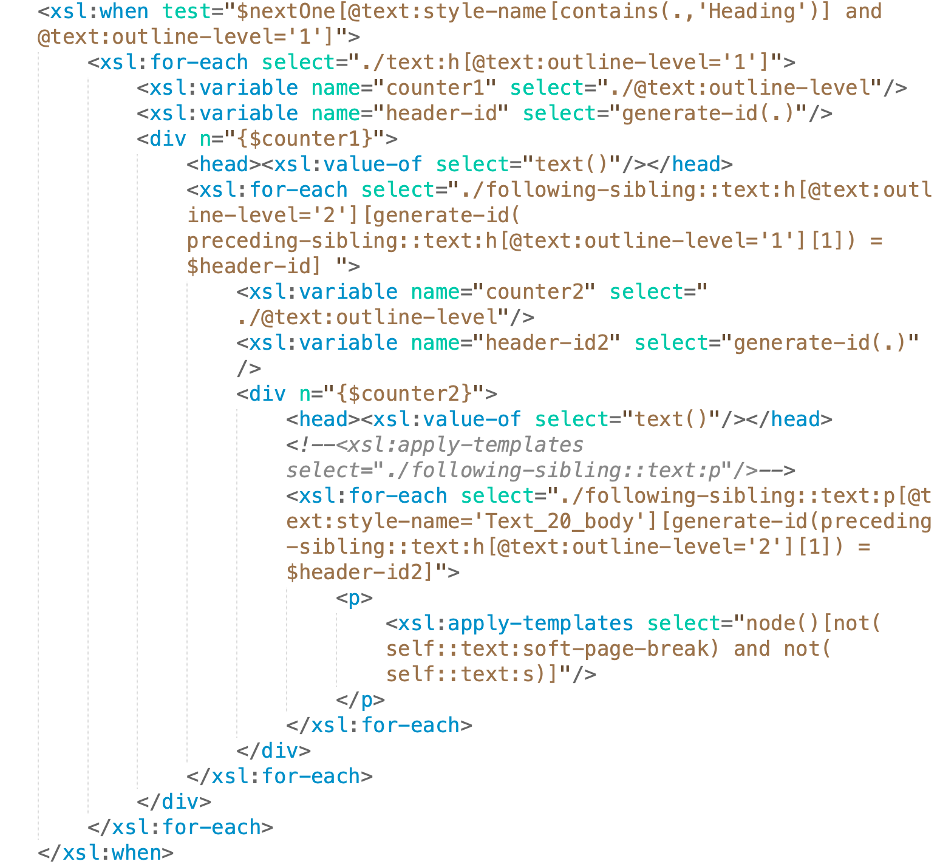 <xsl:when test="$nextOne[@text:style-name[contains(.,'Heading')] and
@text:outline-level='1']">
<xsl:for-each select="./text:h[@text:outline-level='1']">
<xsl:variable name="counter1" select="./@text:outline-level"/>
<xsl:variable name="header-id" select="generate-id(.)"/>
<div n="{$counter1}">
<head><xsl:value-of select="text()"/></head>
<xsl:for-each select="./following-sibling::text:h[@text:outl
ine-level='2'][generate-id(
preceding-sibling::text:h[@text:outline-level='1'][1]) =
$header-id] ">
<xsl:variable name="counter2" select="
./@text:outline-level"/>
<xsl:variable name="header-id2" select="generate-id(.)"
/>
<div n="{$counter2}">
<head><xsl:value-of select="text()"/></head>
<!--<xsl:apply-templates
select="./following-sibling::text:p"/>-->
<xsl:for-each select="./following-sibling::text:p[@t
ext:style-name='Text_20_body'][generate-id(preceding
-sibling::text:h[@text:outline-level='2'][1]) =
$header-id2]">
<p>
<xsl:apply-templates select="node()[not(
self::text:soft-page-break) and not(
self::text:s)]"/>
</p>
</xsl:for-each>
</div>
</xsl:for-each>
</div>
</xsl:for-each>
</xsl:when>